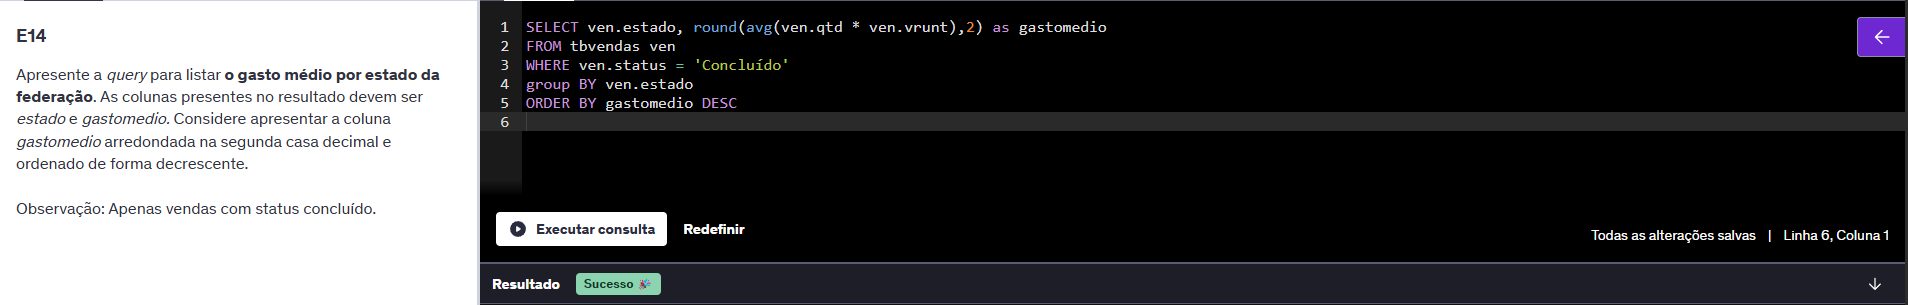 E14
Apresente a query para listar o gasto médio por estado da
federação. As colunas presentes no resultado devem ser
estado e gastomedio. Considere apresentar a coluna
gastomedio arredondada na segunda casa decimal e
ordenado de forma decrescente.
Observação: Apenas vendas com status concluído.
1 SELECT ven.estado, round(avg(ven.qtd * ven.vrunt),2) as gastomedio
2 FROM tbvendas ven
3 WHERE ven.status = 'Concluído'
4 group BY ven.estado
5 ORDER BY gastomedio DESC
6
Executar consulta Redefinir
Todas as alterações salvas | Linha 6, Coluna 1
Resultado Sucesso 🎉